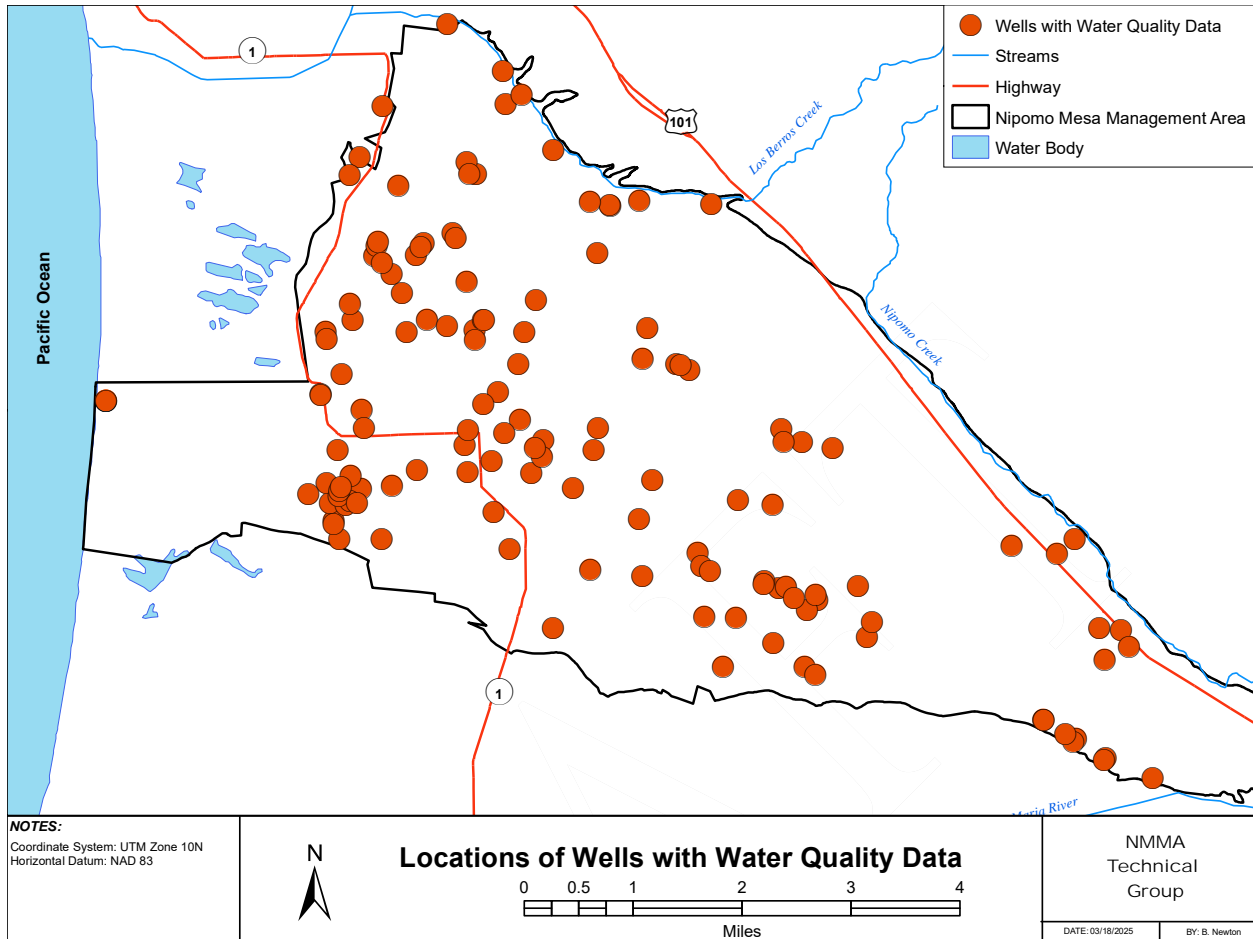 Wells with Water Quality Data
Streams
Highway
Nipomo Mesa Management Area
Water Body
1
101
Los Berros Creek
Pacific Ocean
Nipomo Creek
1
Maria River
NOTES:
Coordinate System: UTM Zone 10N
Horizontal Datum: NAD 83
N
Locations of Wells with Water Quality Data
0 0.5 1 2 3 4
Miles
NMMA
Technical
Group
DATE: 03/18/2025
BY: B. Newton